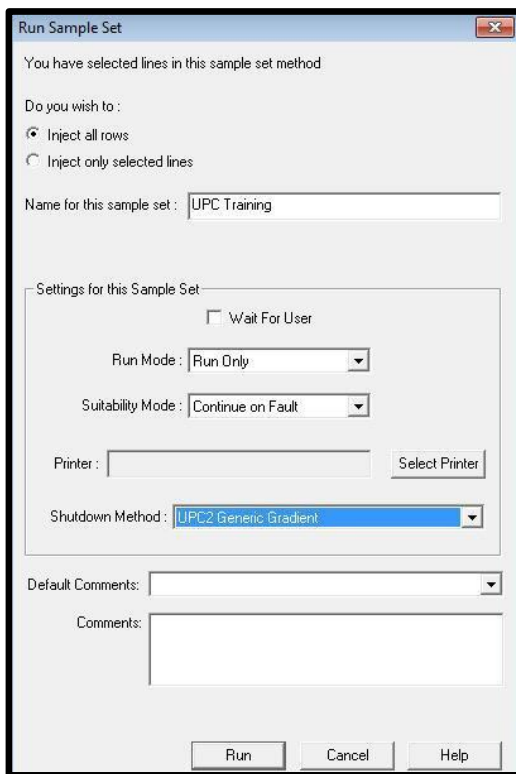 Run Sample Set
You have selected lines in this sample set method
Do you wish to :
Inject all rows
Inject only selected lines
Name for this sample set : UPC Training
Settings for this Sample Set
Wait For User
Run Mode : Run Only
Suitability Mode : Continue on Fault
Printer : Select Printer
Shutdown Method : UPC2 Generic Gradient
Default Comments:
Comments:
Run Cancel Help